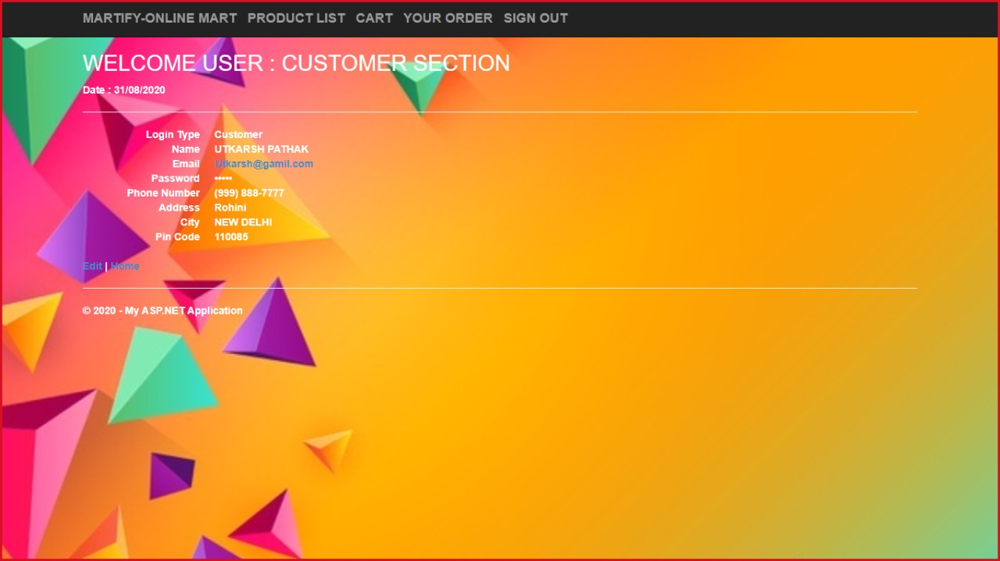 MARTIFY-ONLINE MART PRODUCT LIST CART YOUR ORDER SIGN OUT
WELCOME USER : CUSTOMER SECTION
Date : 31/08/2020
Login Type Customer
Name UTKARSH PATHAK
Email Utkarsh@gamil.com
Password •••••
Phone Number (999) 888-7777
Address Rohini
City NEW DELHI
Pin Code 110085
Edit | Home
© 2020 - My ASP.NET Application